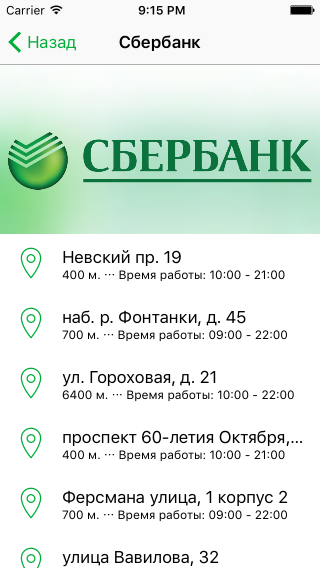 Carrier 9:15 PM
Назад Сбербанк
СБЕРБАНК
Невский пр. 19
400 м. ··· Время работы: 10:00 - 21:00
наб. р. Фонтанки, д. 45
700 м. ··· Время работы: 09:00 - 22:00
ул. Гороховая, д. 21
6400 м. ··· Время работы: 10:00 - 22:00
проспект 60-летия Октября,...
400 м. ··· Время работы: 10:00 - 21:00
Ферсмана улица, 1 корпус 2
700 м. ··· Время работы: 09:00 - 22:00
улица Вавилова, 32